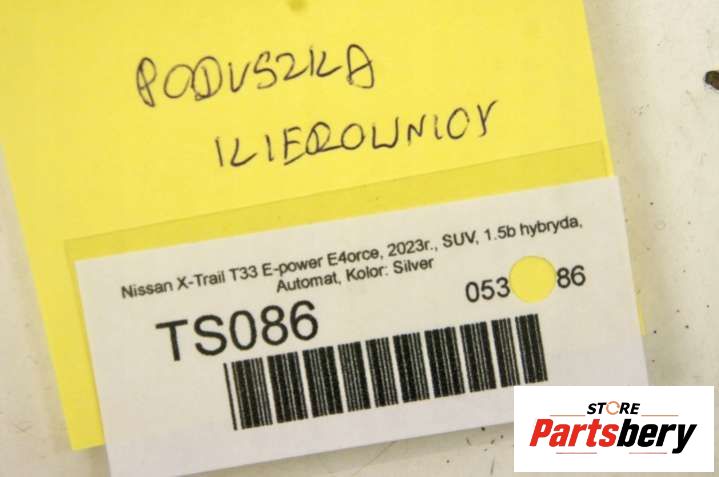 PODUSZKA
KIEROWNICY
Nissan X-Trail T33 E-power E4orce, 2023r., SUV, 1.5b hybryda,
Automat, Kolor: Silver
TS086
053 86
STORE
Partsbery